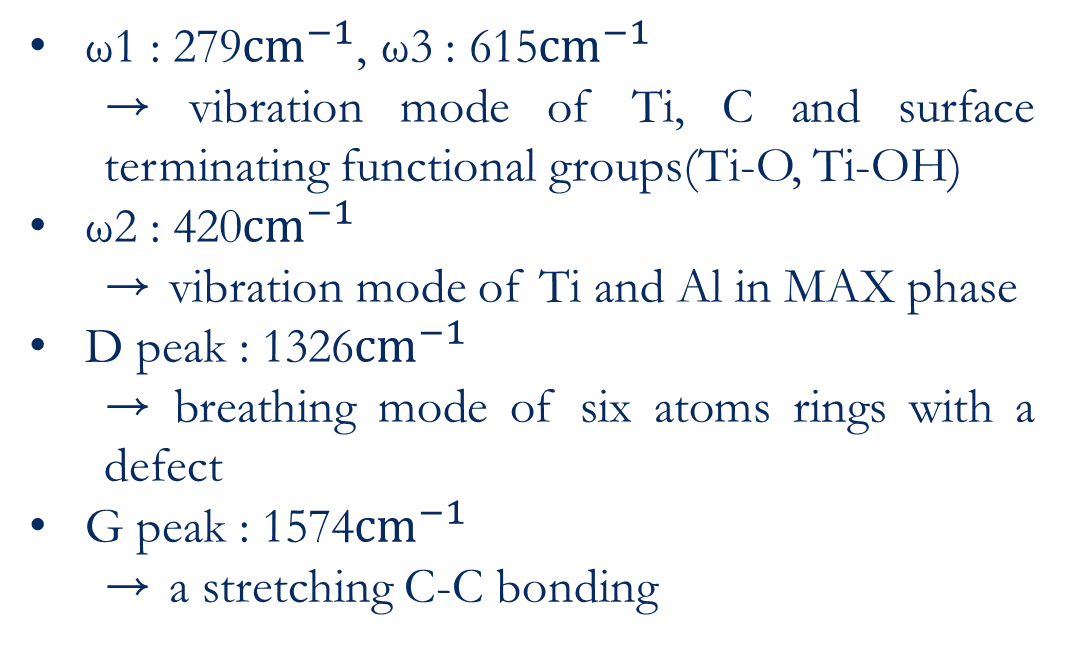 • ω1 : 279cm⁻¹, ω3 : 615cm⁻¹
→ vibration mode of Ti, C and surface
terminating functional groups(Ti-O, Ti-OH)
• ω2 : 420cm⁻¹
→ vibration mode of Ti and Al in MAX phase
• D peak : 1326cm⁻¹
→ breathing mode of six atoms rings with a
defect
• G peak : 1574cm⁻¹
→ a stretching C-C bonding